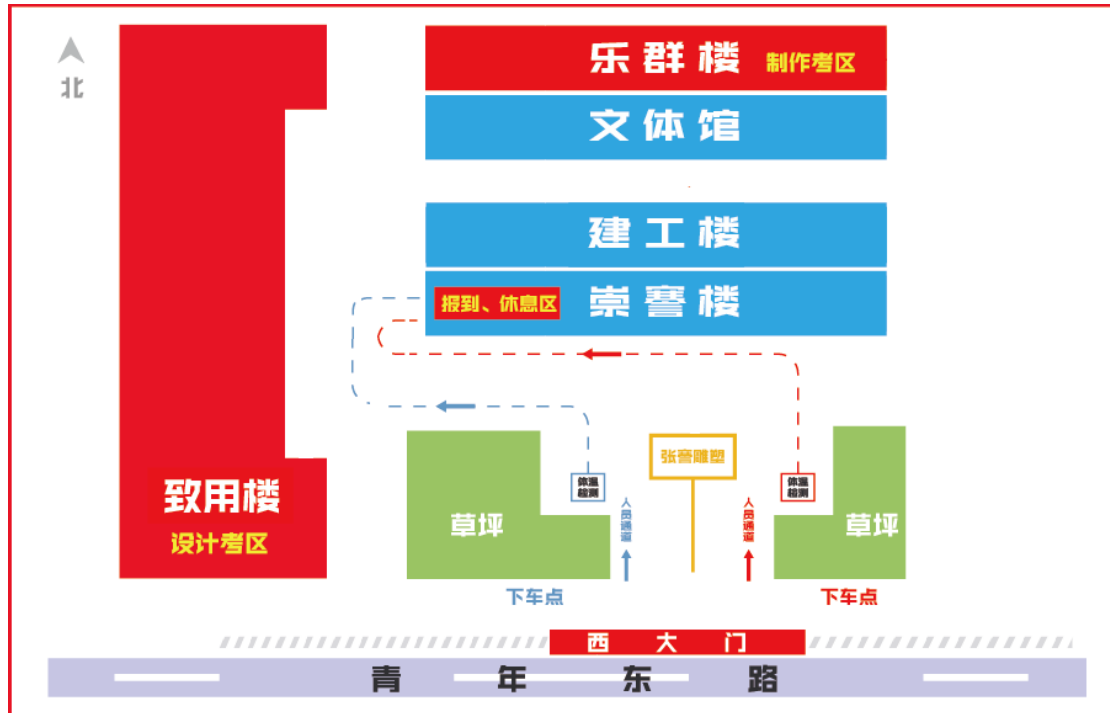 北
乐群楼 制作考区
文体馆
建工楼
报到、休息区 崇謇楼
张謇雕塑
体温
检测
体温
检测
人员通道
人员通道
致用楼
设计考区
草坪
草坪
下车点
下车点
西大门
青年东路